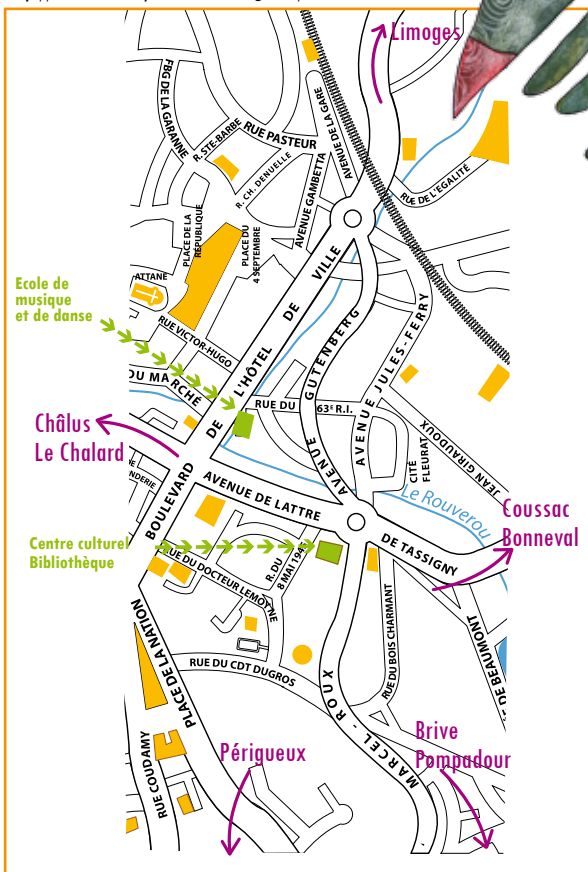 Limoges
FBG DE LA GARANNE
R. STE-BARBE
RUE PASTEUR
AVENUE DE LA GARE
R. CH. DENUELLE
AVENUE GAMBETTA
RUE DE L'EGALITÉ
PLACE DE LA
RÉPUBLIQUE
PLACE DU
4 SEPTEMBRE
ATTANE
Ecole de
musique
et de danse
RUE VICTOR-HUGO
DU MARCHÉ
BOULEVARD DE L'HÔTEL DE VILLE
AVENUE GUTENBERG
AVENUE JULES-FERRY
RUE DU 63E R.I.
Châlus
Le Chalard
CITÉ
FLEURAT
JEAN GIRAUDOUX
Le Rouverou
AVENUE DE LATTRE
DE TASSIGNY
Coussac
Bonneval
Centre culturel
Bibliothèque
RUE DU DOCTEUR LEMOYNE
R. DU
8 MAI 194
RUE DU BOIS CHARMANT
DE BEAUMONT
PLACE DE LA NATION
RUE DU CDT DUGROS
MARCEL - ROUX
RUE COUDAMY
Périgueux
Brive
Pompadour